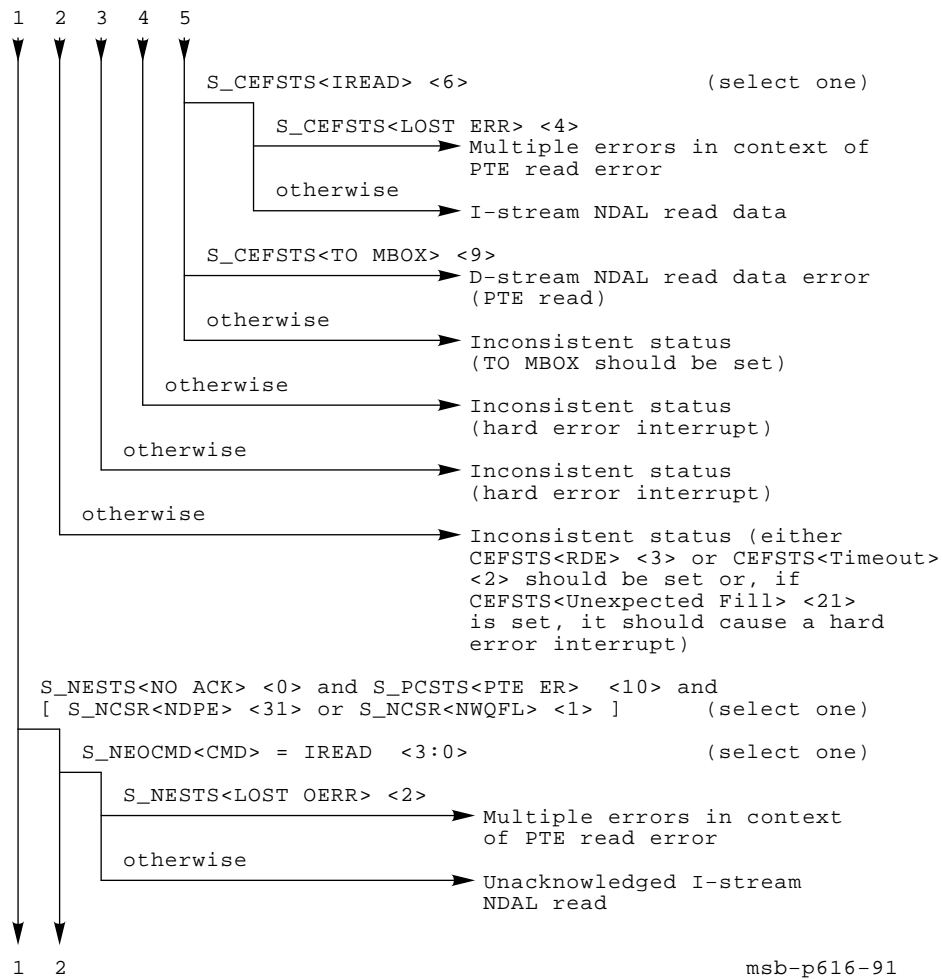 1 2 3 4 5
S_CEFSTS<IREAD> <6> (select one)
S_CEFSTS<LOST ERR> <4>
Multiple errors in context of
PTE read error
otherwise
I-stream NDAL read data
S_CEFSTS<TO MBOX> <9>
D-stream NDAL read data error
(PTE read)
otherwise
Inconsistent status
(TO MBOX should be set)
otherwise
Inconsistent status
(hard error interrupt)
otherwise
Inconsistent status
(hard error interrupt)
otherwise
Inconsistent status (either
CEFSTS<RDE> <3> or CEFSTS<Timeout>
<2> should be set or, if
CEFSTS<Unexpected Fill> <21>
is set, it should cause a hard
error interrupt)
S_NESTS<NO ACK> <0> and S_PCSTS<PTE ER> <10> and
[ S_NCSR<NDPE> <31> or S_NCSR<NWQFL> <1> ] (select one)
S_NEOCMD<CMD> = IREAD <3:0> (select one)
S_NESTS<LOST OERR> <2>
Multiple errors in context
of PTE read error
otherwise
Unacknowledged I-stream
NDAL read
1 2 msb-p616-91